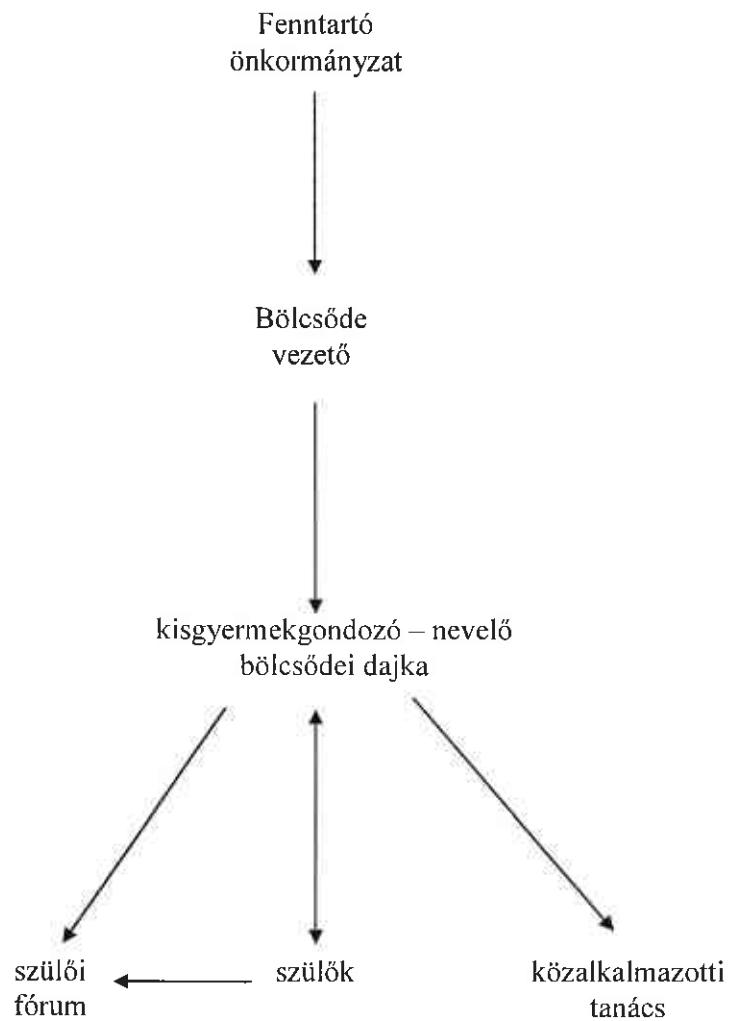 Fenntartó
önkormányzat
Bölcsőde
vezető
kisgyermekgondozó – nevelő
bölcsődei dajka
szülői
fórum
szülők
közalkalmazotti
tanács